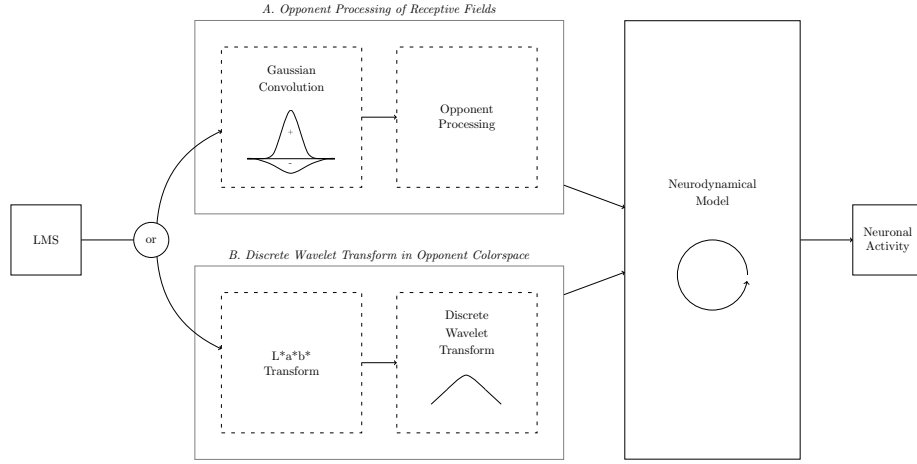 A. Opponent Processing of Receptive Fields
Gaussian
Convolution
+
-
Opponent
Processing
LMS
or
B. Discrete Wavelet Transform in Opponent Colorspace
L*a*b*
Transform
Discrete
Wavelet
Transform
Neurodynamical
Model
Neuronal
Activity